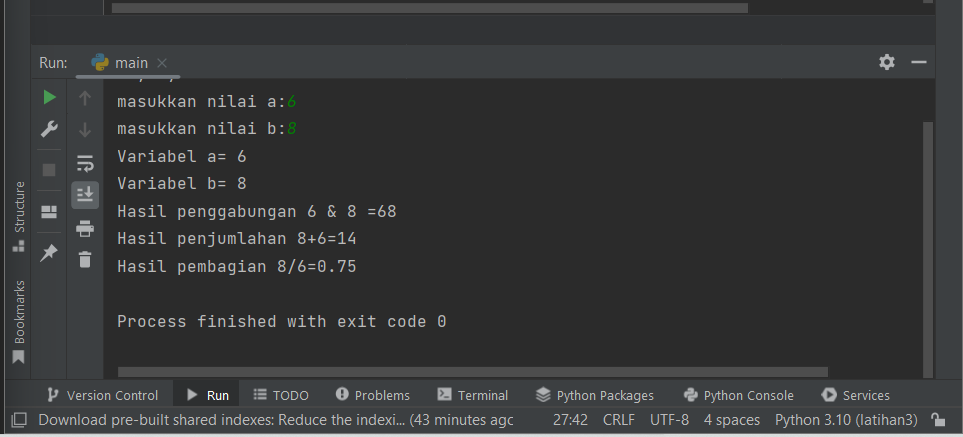 Run: main
masukkan nilai a:6
masukkan nilai b:8
Variabel a= 6
Variabel b= 8
Hasil penggabungan 6 & 8 =68
Hasil penjumlahan 8+6=14
Hasil pembagian 8/6=0.75
Process finished with exit code 0
Structure
Bookmarks
Version Control Run TODO Problems Terminal Python Packages Python Console Services
Download pre-built shared indexes: Reduce the indexi... (43 minutes agc 27:42 CRLF UTF-8 4 spaces Python 3.10 (latihan3)